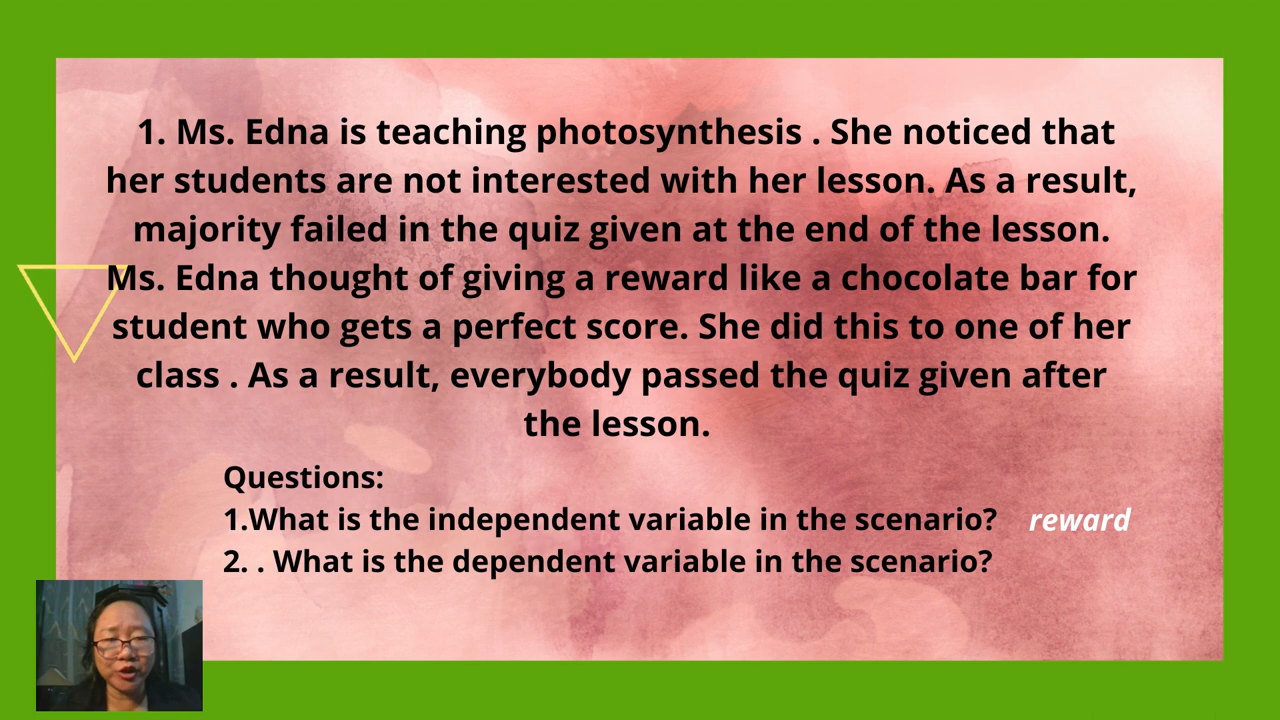 1. Ms. Edna is teaching photosynthesis . She noticed that
her students are not interested with her lesson. As a result,
majority failed in the quiz given at the end of the lesson.
Ms. Edna thought of giving a reward like a chocolate bar for
student who gets a perfect score. She did this to one of her
class . As a result, everybody passed the quiz given after
the lesson.
Questions:
1.What is the independent variable in the scenario? reward
2. . What is the dependent variable in the scenario?